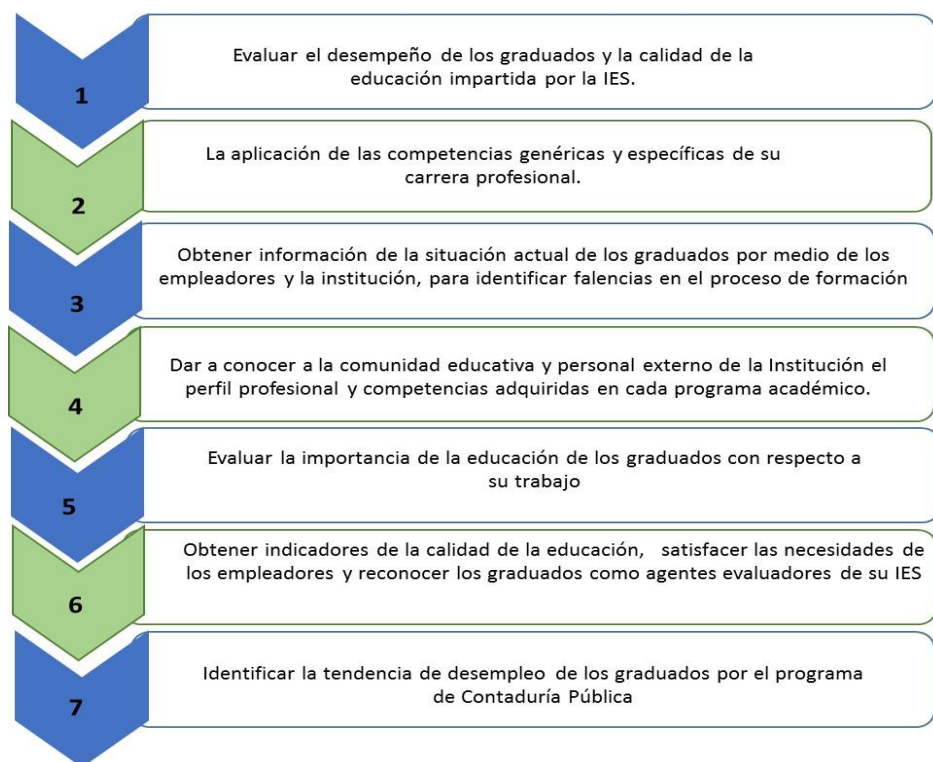 1
Evaluar el desempeño de los graduados y la calidad de la
educación impartida por la IES.
2
La aplicación de las competencias genéricas y específicas de su
carrera profesional.
3
Obtener información de la situación actual de los graduados por medio de los
empleadores y la institución, para identificar falencias en el proceso de formación
4
Dar a conocer a la comunidad educativa y personal externo de la Institución el
perfil profesional y competencias adquiridas en cada programa académico.
5
Evaluar la importancia de la educación de los graduados con respecto a
su trabajo
6
Obtener indicadores de la calidad de la educación, satisfacer las necesidades de
los empleadores y reconocer los graduados como agentes evaluadores de su IES
7
Identificar la tendencia de desempleo de los graduados por el programa
de Contaduría Pública